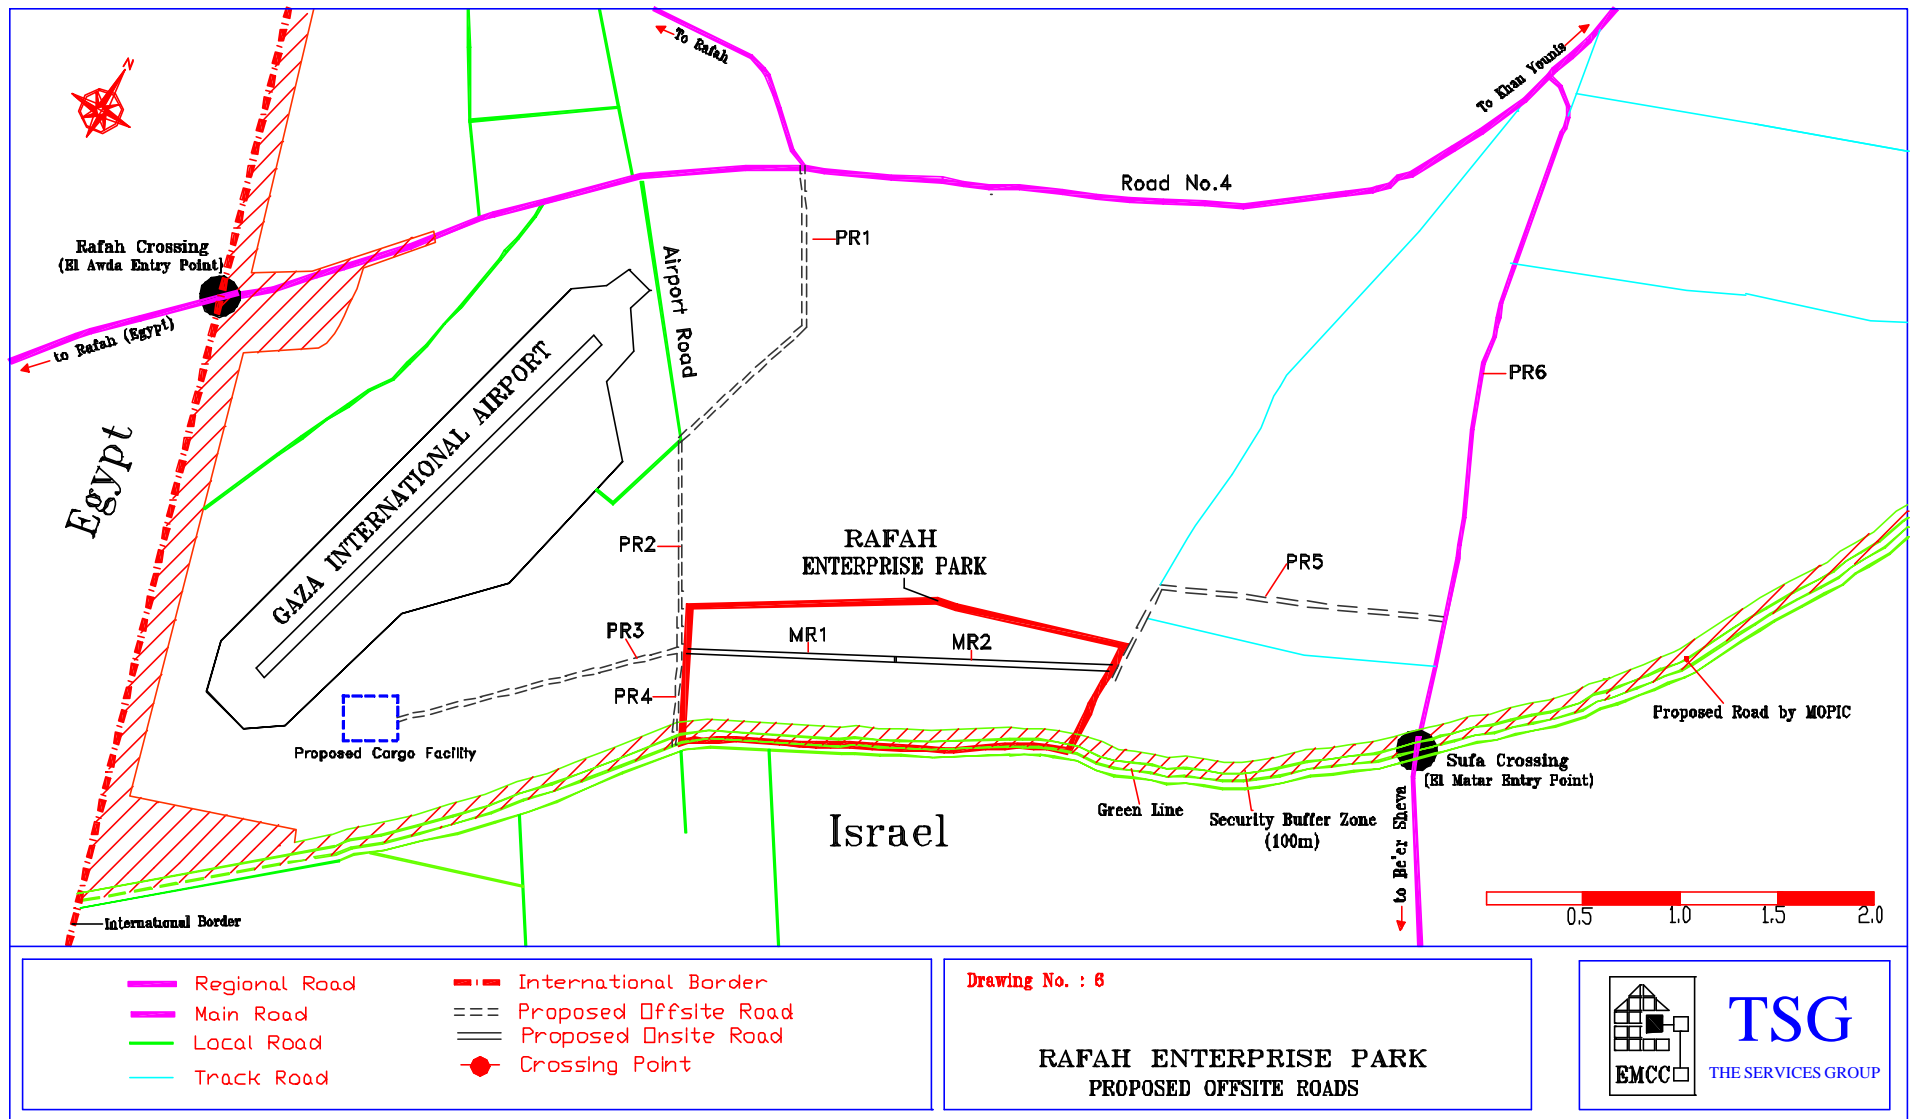 N
To Rafah
To Khan Younis
Road No.4
Rafah Crossing
(El Awda Entry Point)
to Rafah (Egypt)
PR1
Airport Road
GAZA INTERNATIONAL AIRPORT
PR6
Egypt
PR2
RAFAH
ENTERPRISE PARK
PR5
PR3
MR1
MR2
PR4
Proposed Cargo Facility
Proposed Road by MOPIC
Sufa Crossing
(El Matar Entry Point)
Green Line
Security Buffer Zone
(100m)
Israel
to Be'er Sheva
International Border
0.5 1.0 1.5 2.0
Regional Road
Main Road
Local Road
Track Road
International Border
Proposed Offsite Road
Proposed Onsite Road
Crossing Point
Drawing No. : 6
RAFAH ENTERPRISE PARK
PROPOSED OFFSITE ROADS
EMCC
TSG
THE SERVICES GROUP